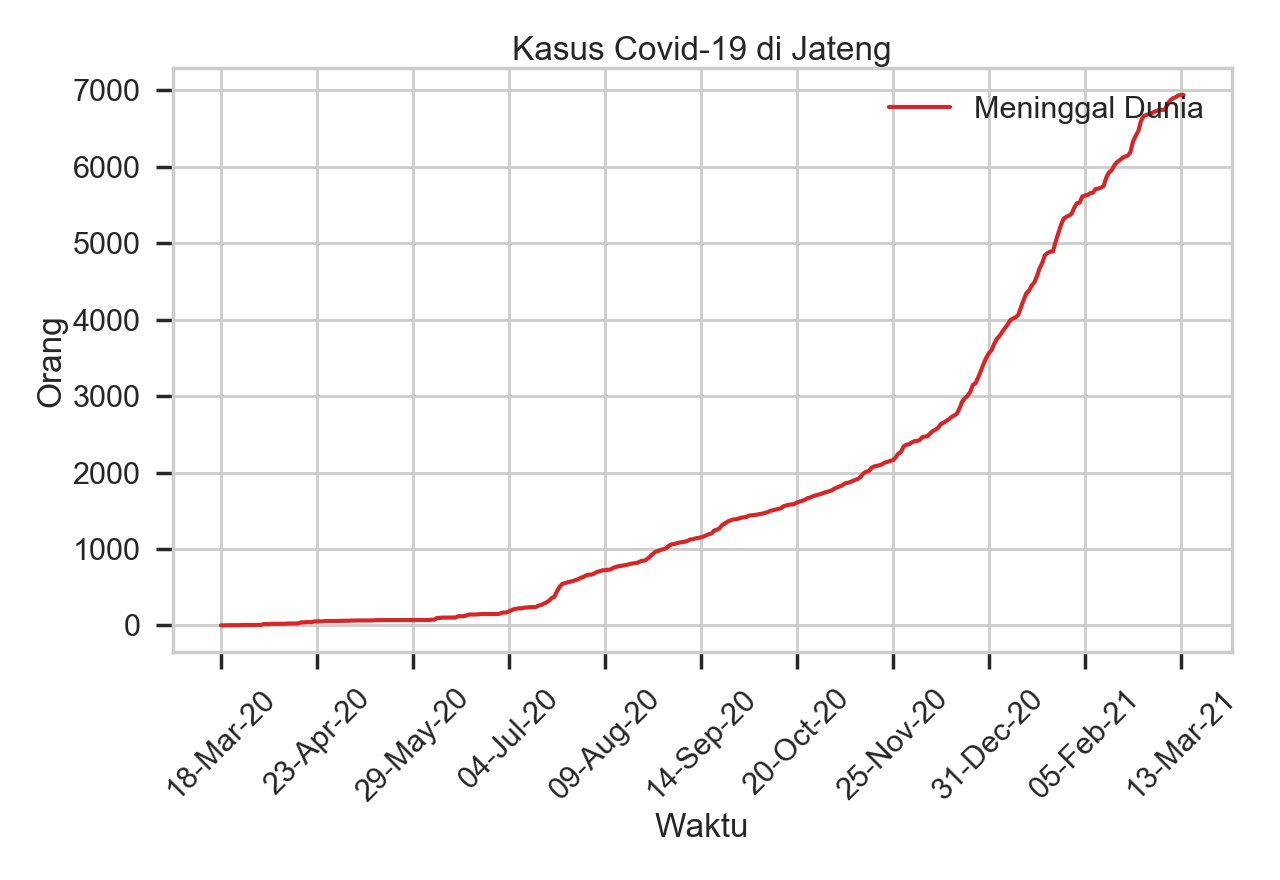 Kasus Covid-19 di Jateng
Meninggal Dunia
7000
6000
5000
4000
3000
2000
1000
0
Orang
18-Mar-20
23-Apr-20
29-May-20
04-Jul-20
09-Aug-20
14-Sep-20
20-Oct-20
25-Nov-20
31-Dec-20
05-Feb-21
13-Mar-21
Waktu